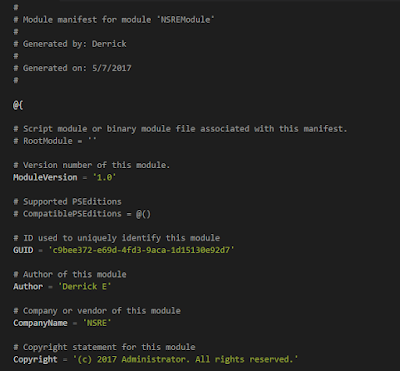 #
# Module manifest for module 'NSREModule'
#
# Generated by: Derrick
#
# Generated on: 5/7/2017
#
@{
# Script module or binary module file associated with this manifest.
# RootModule = ''
# Version number of this module.
ModuleVersion = '1.0'
# Supported PSEditions
# CompatiblePSEditions = @()
# ID used to uniquely identify this module
GUID = 'c9bee372-e69d-4fd3-9aca-1d15130e92d7'
# Author of this module
Author = 'Derrick E'
# Company or vendor of this module
CompanyName = 'NSRE'
# Copyright statement for this module
Copyright = '(c) 2017 Administrator. All rights reserved.'